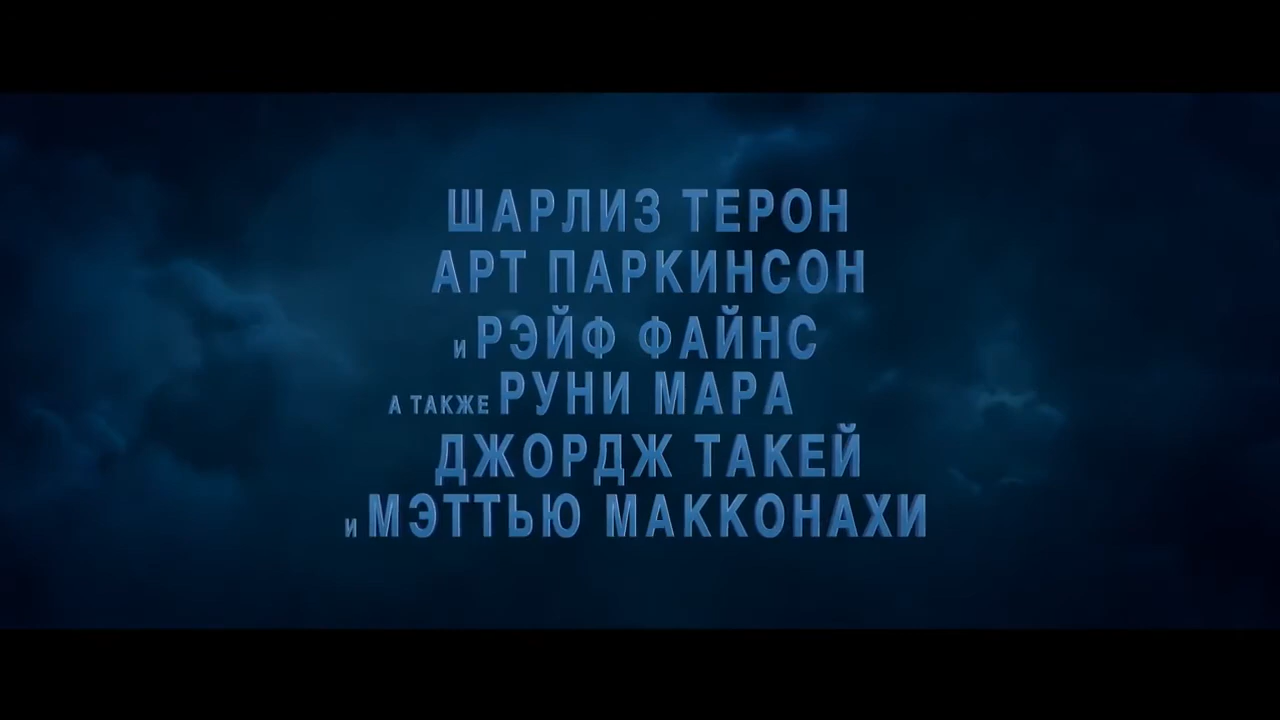 ШАРЛИЗ ТЕРОН
АРТ ПАРКИНСОН
И РЭЙФ ФАЙНС
А ТАКЖЕ РУНИ МАРА
ДЖОРДЖ ТАКЕЙ
И МЭТТЬЮ МАККОНАХИ